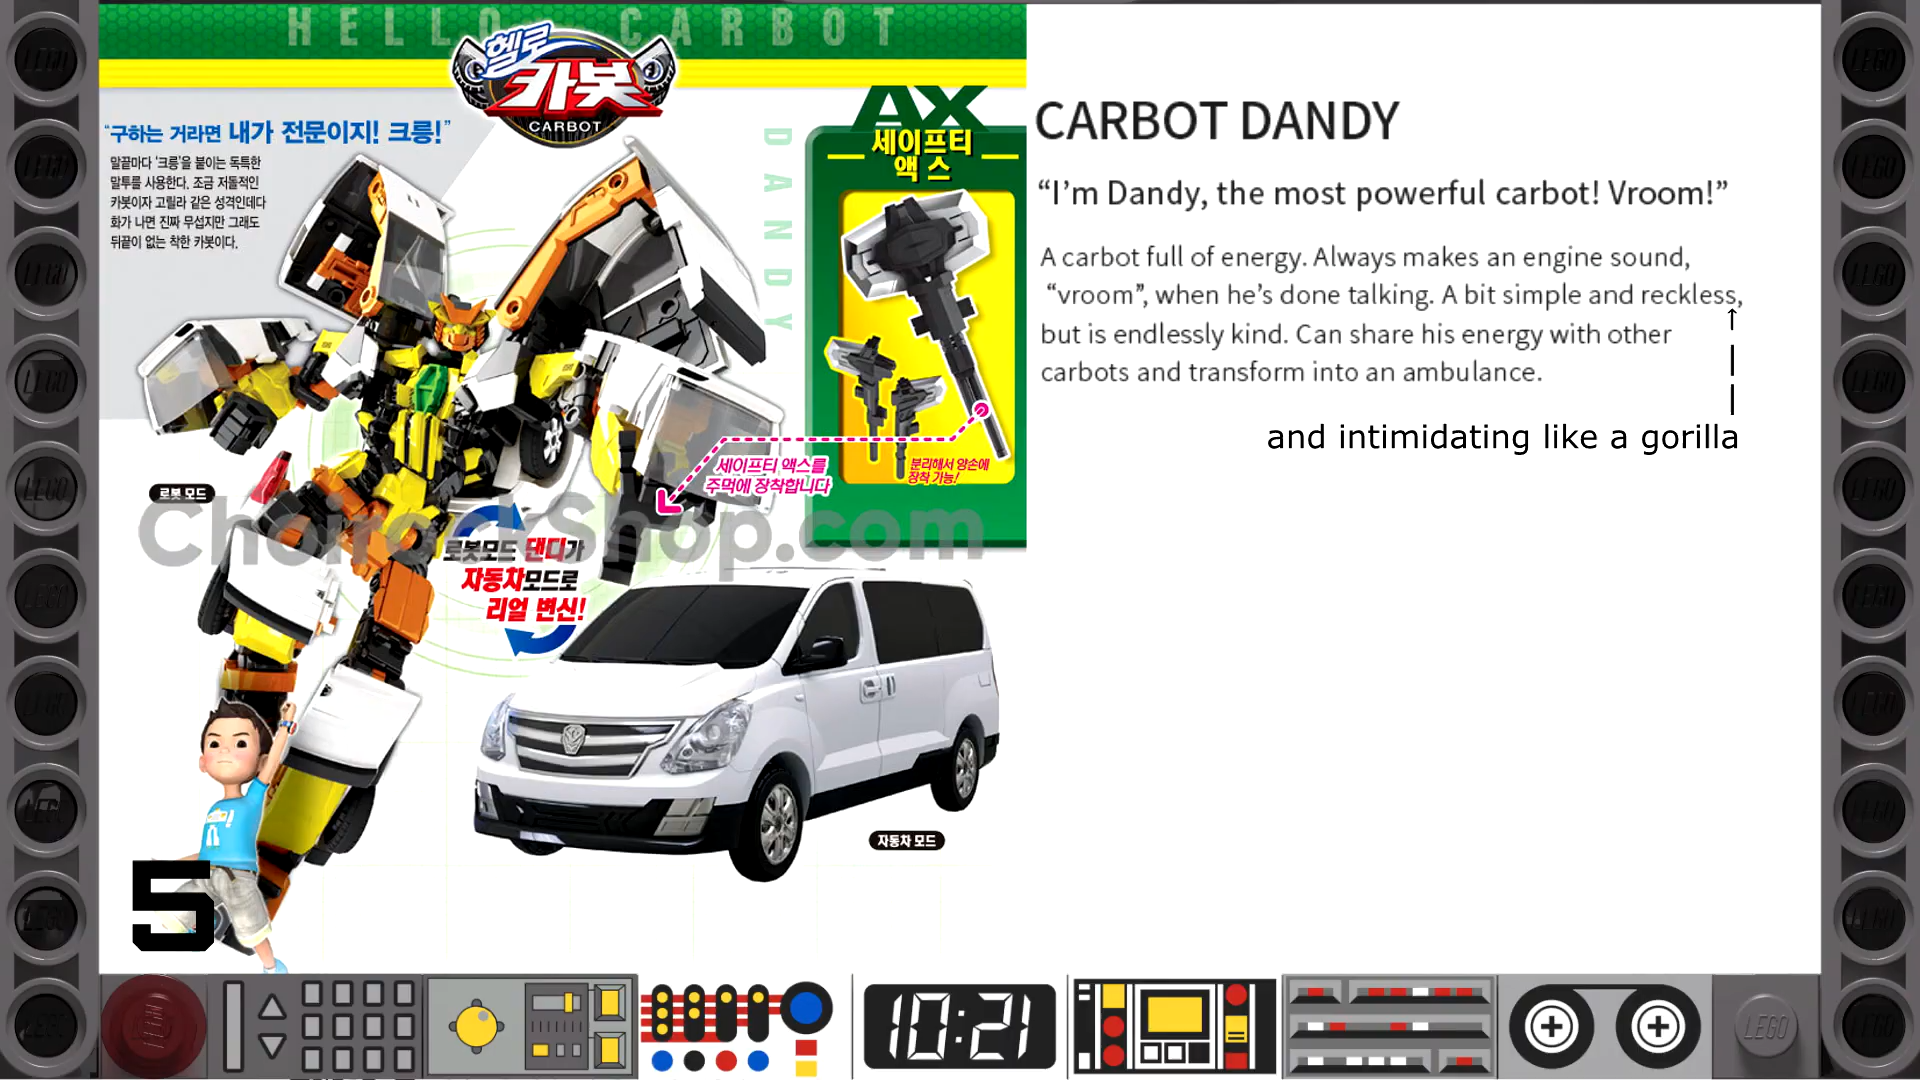 HELLO CARBOT
헬로
카봇
CARBOT
"구하는 거라면 내가 전문이지! 크릉!"
말끝마다 '크릉'을 붙이는 독특한
말투를 사용한다. 조금 저돌적인
카봇이자 고릴라 같은 성격인데다
화가 나면 진짜 무섭지만 그래도
뒤끝이 없는 착한 카봇이다.
DANDY
AX
세이프티
액 스
세이프티 액스를
주먹에 장착합니다
분리해서 양손에
장착 가능!
로봇 모드
ChoirockShop.com
로봇모드 댄디가
자동차모드로
리얼 변신!
자동차 모드
5
CARBOT DANDY
“I’m Dandy, the most powerful carbot! Vroom!”
A carbot full of energy. Always makes an engine sound,
“vroom”, when he’s done talking. A bit simple and reckless,
but is endlessly kind. Can share his energy with other
carbots and transform into an ambulance.
and intimidating like a gorilla
10:21
LEGO